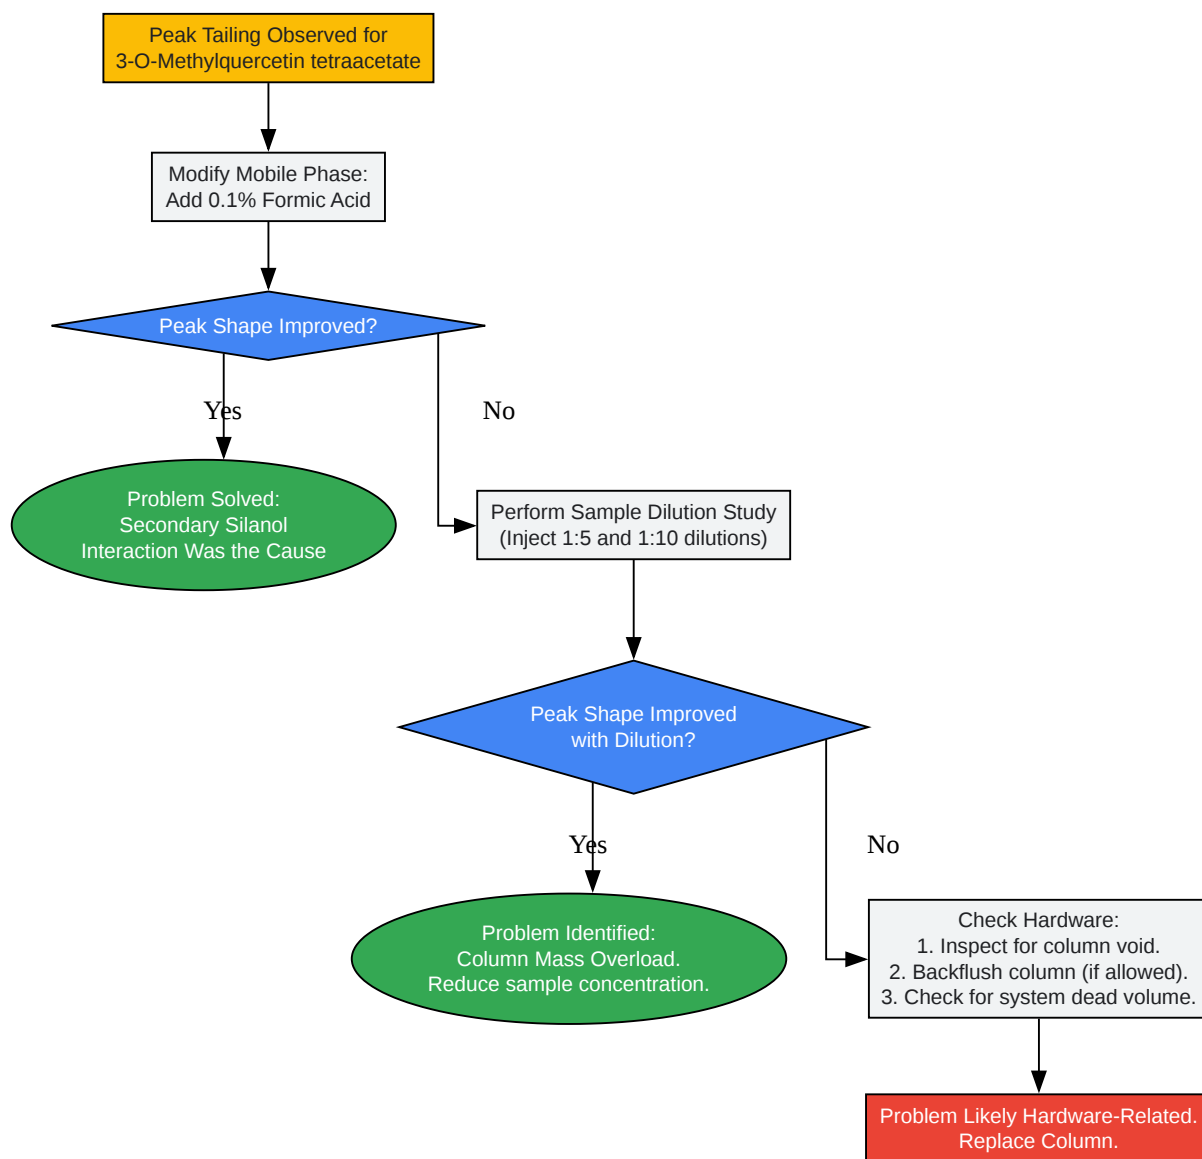 Peak Tailing Observed for
3-O-Methylquercetin tetraacetate
Modify Mobile Phase:
Add 0.1% Formic Acid
Peak Shape Improved?
Yes
No
Problem Solved:
Secondary Silanol
Interaction Was the Cause
Perform Sample Dilution Study
(Inject 1:5 and 1:10 dilutions)
Peak Shape Improved
with Dilution?
Yes
No
Problem Identified:
Column Mass Overload.
Reduce sample concentration.
Check Hardware:
1. Inspect for column void.
2. Backflush column (if allowed).
3. Check for system dead volume.
Problem Likely Hardware-Related.
Replace Column.